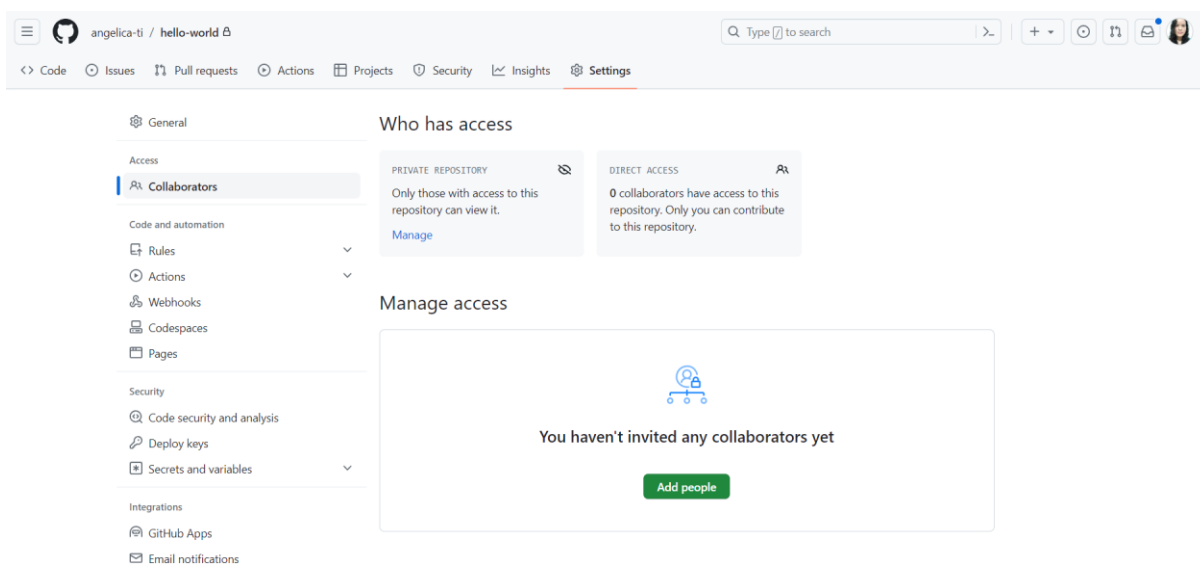 angelica-ti / hello-world
Type / to search
Code Issues Pull requests Actions Projects Security Insights Settings
General
Access
Collaborators
Code and automation
Rules
Actions
Webhooks
Codespaces
Pages
Security
Code security and analysis
Deploy keys
Secrets and variables
Integrations
GitHub Apps
Email notifications
Who has access
PRIVATE REPOSITORY
Only those with access to this
repository can view it.
Manage
DIRECT ACCESS
0 collaborators have access to this
repository. Only you can contribute
to this repository.
Manage access
You haven't invited any collaborators yet
Add people